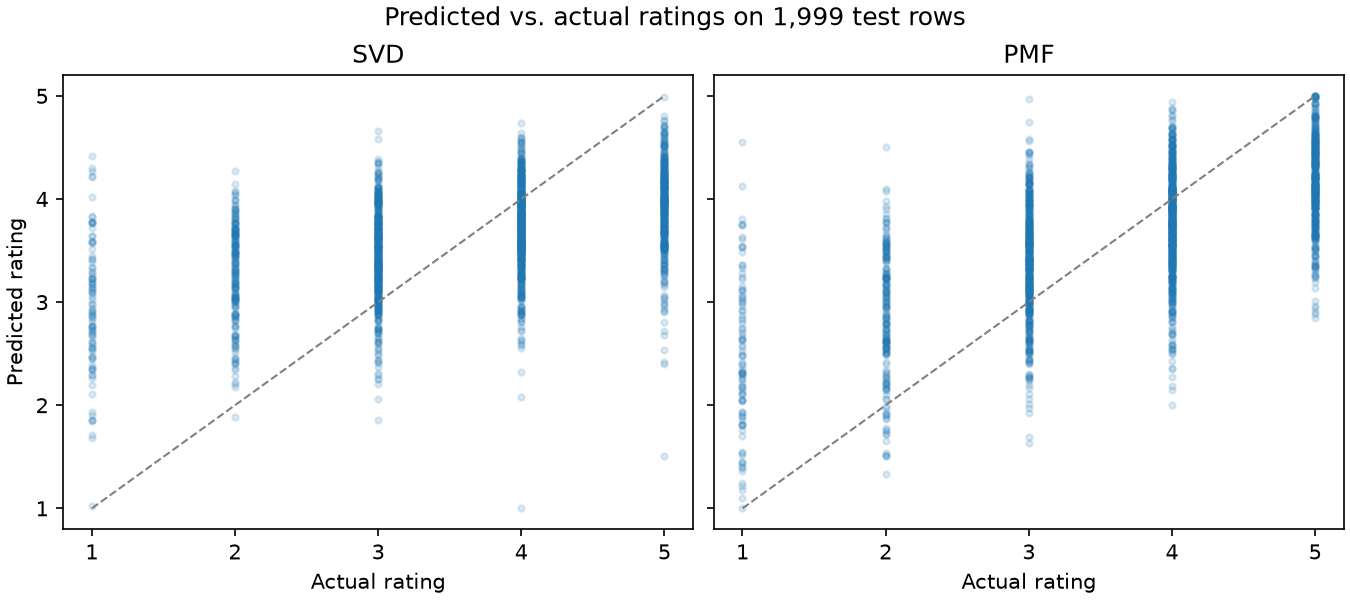 Predicted vs. actual ratings on 1,999 test rows
SVD
PMF
Predicted rating
5
4
3
2
1
1 2 3 4 5
1 2 3 4 5
Actual rating
Actual rating